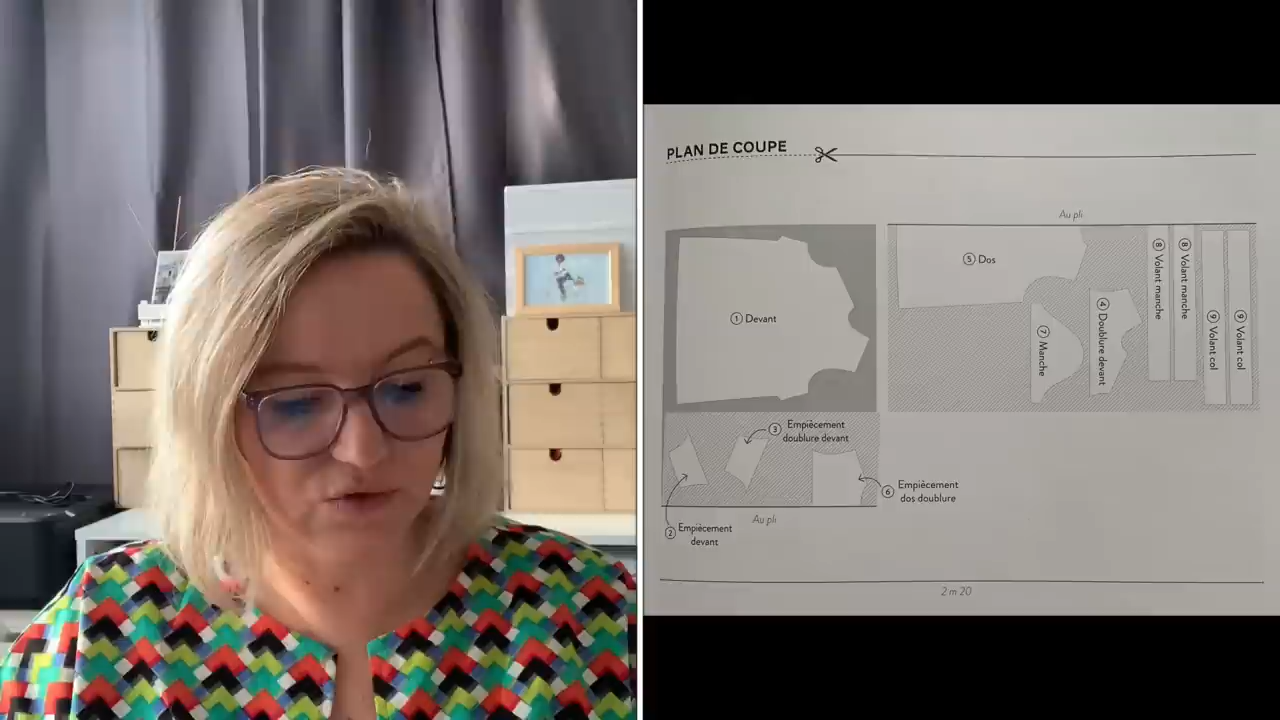 PLAN DE COUPE
Au pli
① Devant
⑤ Dos
⑦ Manche
④ Doublure devant
⑧ Volant manche
⑧ Volant manche
⑨ Volant col
⑨ Volant col
③ Empiècement
doublure devant
⑥ Empiècement
dos doublure
Au pli
② Empiècement
devant
2 m 20